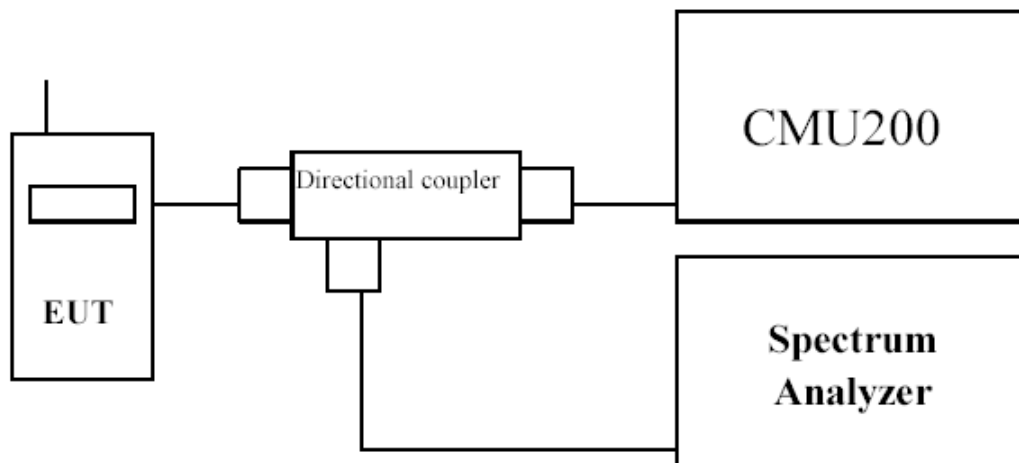 CMU200
Directional coupler
EUT
Spectrum
Analyzer